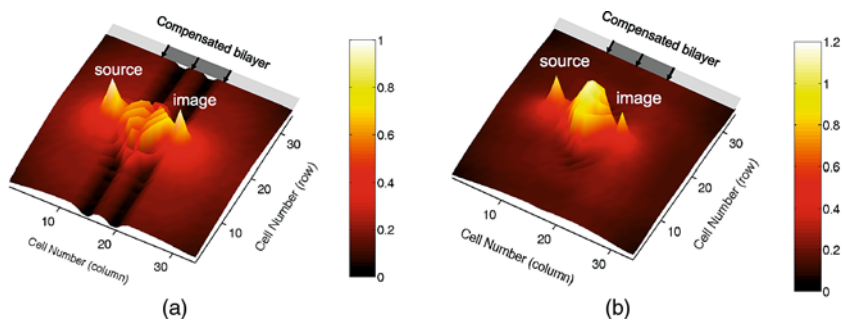 Compensated bilayer
source
image
1
0.8
0.6
0.4
0.2
0
30
20
10
Cell Number (row)
10
20
30
Cell Number (column)
(a)
Compensated bilayer
source
image
1.2
1
0.8
0.6
0.4
0.2
0
30
20
10
Cell Number (row)
10
20
30
Cell Number (column)
(b)